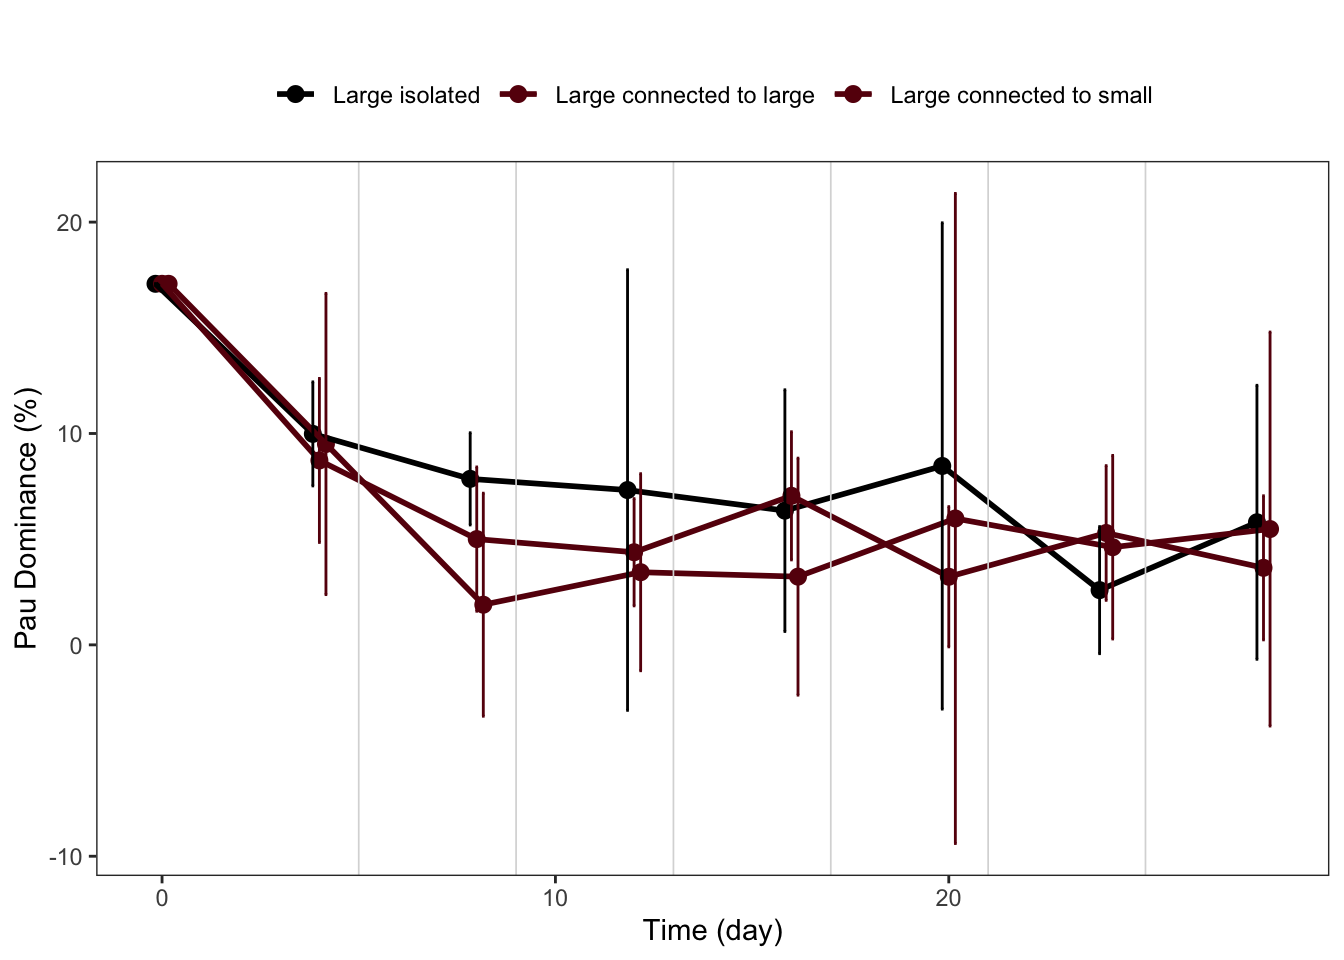 Large isolated Large connected to large Large connected to small
20
10
0
-10
Pau Dominance (%)
0 10 20
Time (day)